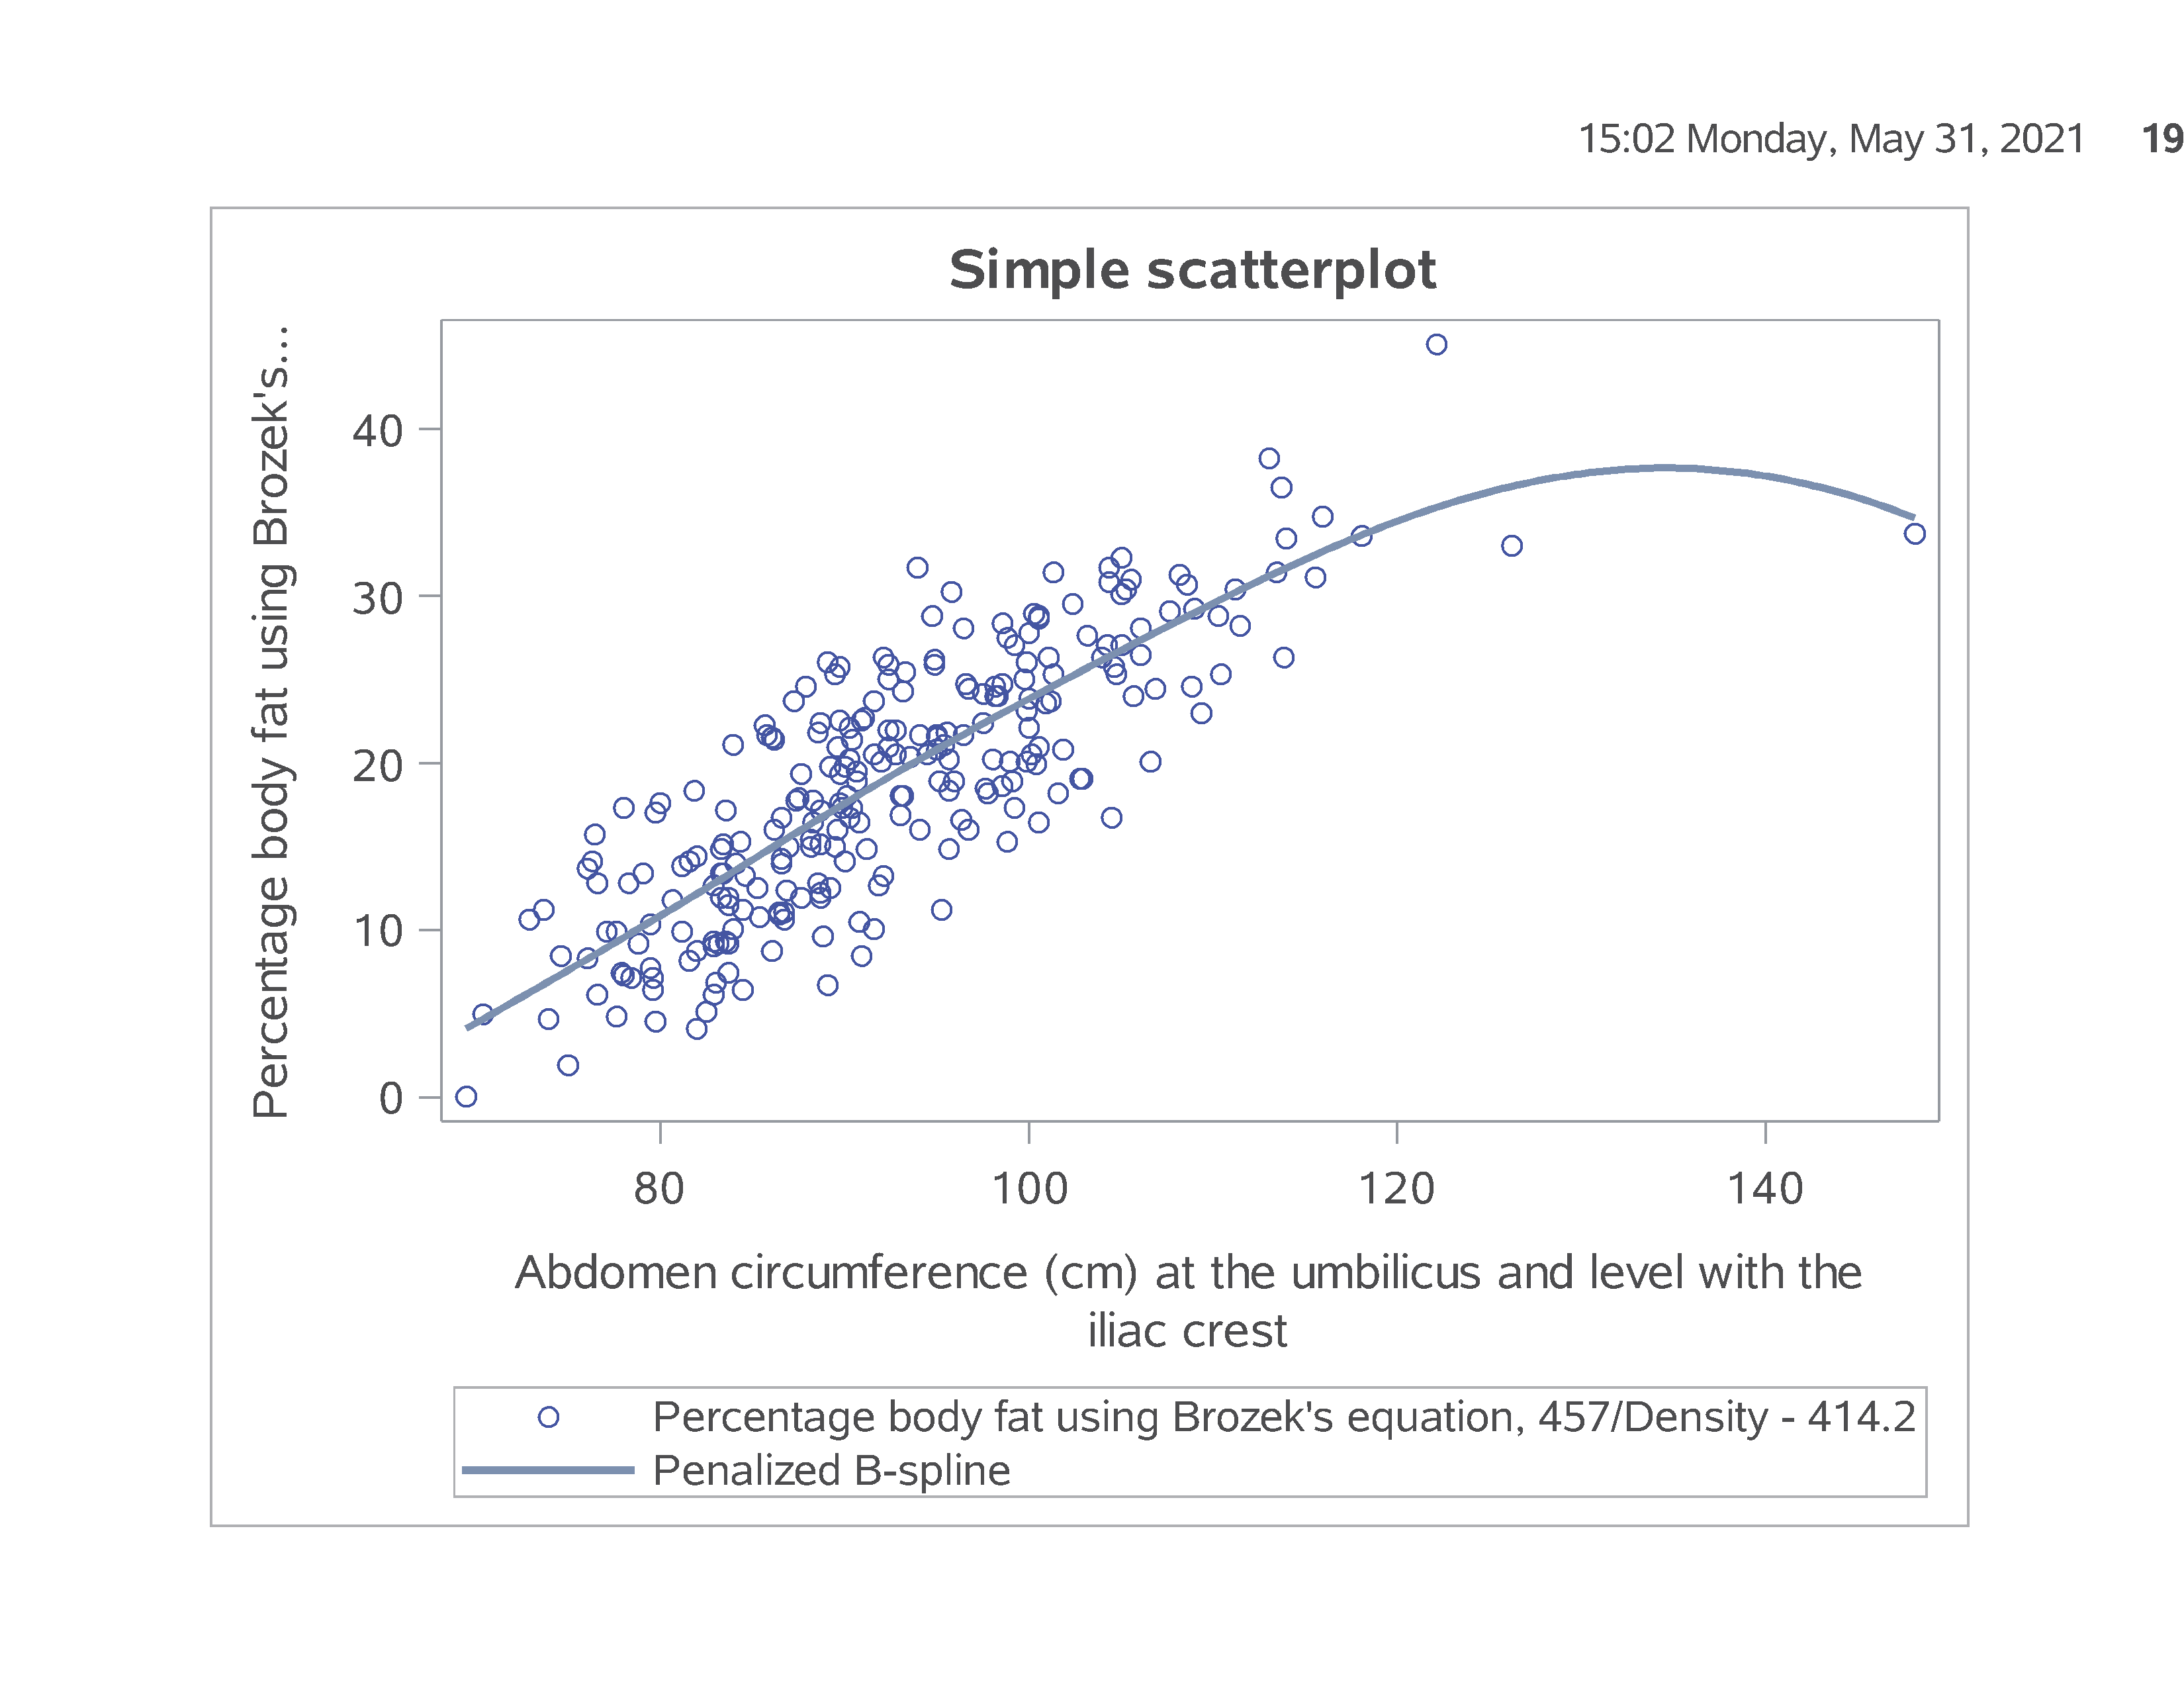 15:02 Monday, May 31, 2021 19
Simple scatterplot
Percentage body fat using Brozek's...
40
30
20
10
0
80 100 120 140
Abdomen circumference (cm) at the umbilicus and level with the
iliac crest
Percentage body fat using Brozek's equation, 457/Density - 414.2
Penalized B-spline